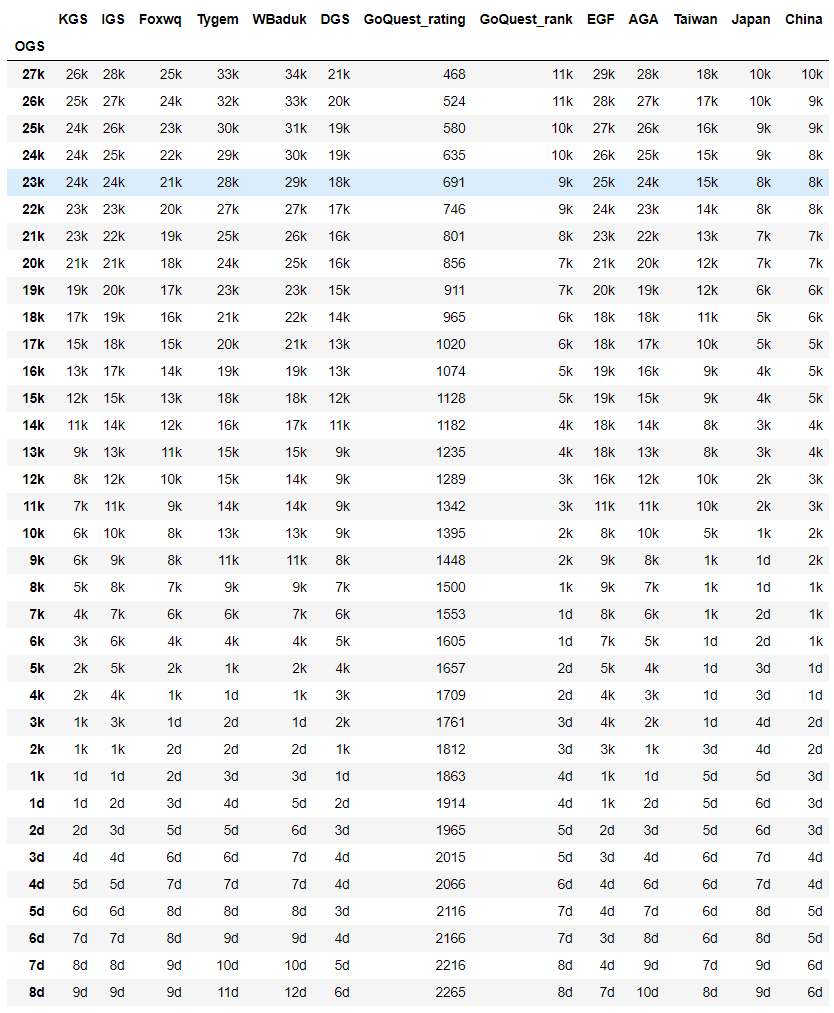 KGS IGS Foxwq Tygem WBaduk DGS GoQuest_rating GoQuest_rank EGF AGA Taiwan Japan China
OGS
27k 26k 28k 25k 33k 34k 21k 468 11k 29k 28k 18k 10k 10k
26k 25k 27k 24k 32k 33k 20k 524 11k 28k 27k 17k 10k 9k
25k 24k 26k 23k 30k 31k 19k 580 10k 27k 26k 16k 9k 9k
24k 24k 25k 22k 29k 30k 19k 635 10k 26k 25k 15k 9k 8k
23k 24k 24k 21k 28k 29k 18k 691 9k 25k 24k 15k 8k 8k
22k 23k 23k 20k 27k 27k 17k 746 9k 24k 23k 14k 8k 8k
21k 23k 22k 19k 25k 26k 16k 801 8k 23k 22k 13k 7k 7k
20k 21k 21k 18k 24k 25k 16k 856 7k 21k 20k 12k 7k 7k
19k 19k 20k 17k 23k 23k 15k 911 7k 20k 19k 12k 6k 6k
18k 17k 19k 16k 21k 22k 14k 965 6k 18k 18k 11k 5k 6k
17k 15k 18k 15k 20k 21k 13k 1020 6k 18k 17k 10k 5k 5k
16k 13k 17k 14k 19k 19k 13k 1074 5k 19k 16k 9k 4k 5k
15k 12k 15k 13k 18k 18k 12k 1128 5k 19k 15k 9k 4k 5k
14k 11k 14k 12k 16k 17k 11k 1182 4k 18k 14k 8k 3k 4k
13k 9k 13k 11k 15k 15k 9k 1235 4k 18k 13k 8k 3k 4k
12k 8k 12k 10k 15k 14k 9k 1289 3k 16k 12k 10k 2k 3k
11k 7k 11k 9k 14k 14k 9k 1342 3k 11k 11k 10k 2k 3k
10k 6k 10k 8k 13k 13k 9k 1395 2k 8k 10k 5k 1k 2k
9k 6k 9k 8k 11k 11k 8k 1448 2k 9k 8k 1k 1d 2k
8k 5k 8k 7k 9k 9k 7k 1500 1k 9k 7k 1k 1d 1k
7k 4k 7k 6k 6k 7k 6k 1553 1d 8k 6k 1k 2d 1k
6k 3k 6k 4k 4k 4k 5k 1605 1d 7k 5k 1d 2d 1k
5k 2k 5k 2k 1k 2k 4k 1657 2d 5k 4k 1d 3d 1d
4k 2k 4k 1k 1d 1k 3k 1709 2d 4k 3k 1d 3d 1d
3k 1k 3k 1d 2d 1d 2k 1761 3d 4k 2k 1d 4d 2d
2k 1k 1k 2d 2d 2d 1k 1812 3d 3k 1k 3d 4d 2d
1k 1d 1d 2d 3d 3d 1d 1863 4d 1k 1d 5d 5d 3d
1d 1d 2d 3d 4d 5d 2d 1914 4d 1k 2d 5d 6d 3d
2d 2d 3d 5d 5d 6d 3d 1965 5d 2d 3d 5d 6d 3d
3d 4d 4d 6d 6d 7d 4d 2015 5d 3d 4d 6d 7d 4d
4d 5d 5d 7d 7d 7d 4d 2066 6d 4d 6d 6d 7d 4d
5d 6d 6d 8d 8d 8d 3d 2116 7d 4d 7d 6d 8d 5d
6d 7d 7d 8d 9d 9d 4d 2166 7d 3d 8d 6d 8d 5d
7d 8d 8d 9d 10d 10d 5d 2216 8d 4d 9d 7d 9d 6d
8d 9d 9d 9d 11d 12d 6d 2265 8d 7d 10d 8d 9d 6d